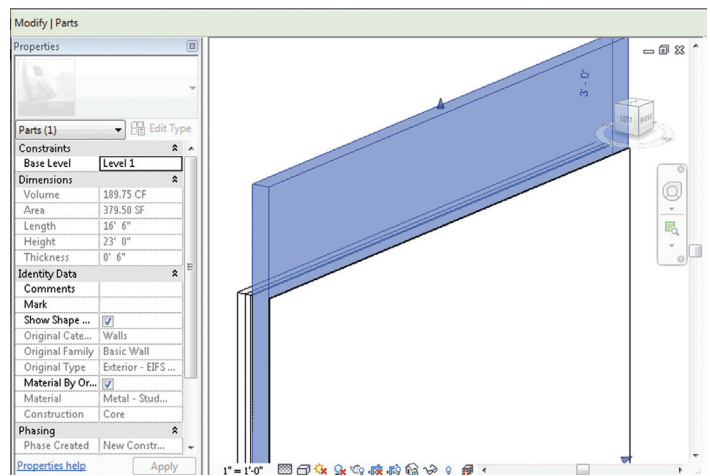 Modify | Parts
Properties
Parts (1) Edit Type
Constraints
Base Level Level 1
Dimensions
Volume 189.75 CF
Area 379.50 SF
Length 16' 6"
Height 23' 0"
Thickness 0' 6"
Identity Data
Comments
Mark
Show Shape ...
Original Cate... Walls
Original Family Basic Wall
Original Type Exterior - EIFS ...
Material By Or...
Material Metal - Stud...
Construction Core
Phasing
Phase Created New Constr...
Properties help Apply
3' - 0"
LEFT
1" = 1'-0"